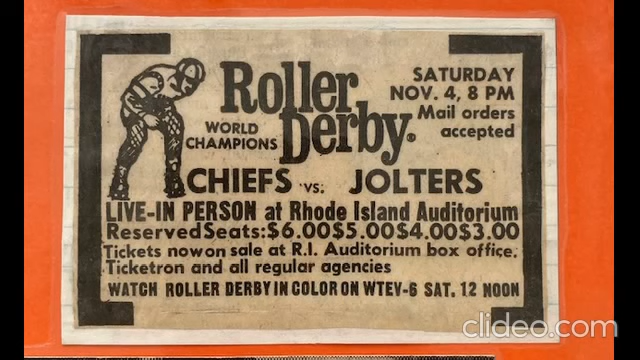 Roller Derby®
WORLD CHAMPIONS
SATURDAY
NOV. 4, 8 PM
Mail orders
accepted
CHIEFS vs. JOLTERS
LIVE-IN PERSON at Rhode Island Auditorium
Reserved Seats: $6.00 $5.00 $4.00 $3.00
Tickets now on sale at R.I. Auditorium box office.
Ticketron and all regular agencies
WATCH ROLLER DERBY IN COLOR ON WTEV-6 SAT. 12 NOON
clideo.com